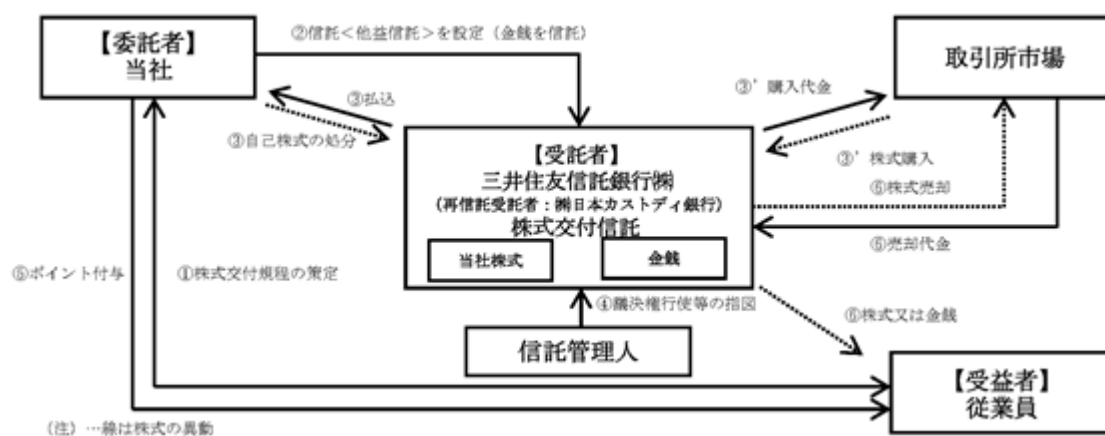 【委託者】
当社
②信託<他益信託>を設定（金銭を信託）
取引所市場
③払込
③自己株式の処分
③’購入代金
③’株式購入
【受託者】
三井住友信託銀行㈱
(再信託受託者：㈱日本カストディ銀行)
株式交付信託
当社株式
金銭
⑥株式売却
⑥売却代金
⑤ポイント付与
①株式交付規程の策定
④議決権行使等の指図
⑥株式又は金銭
信託管理人
【受益者】
従業員
（注）…線は株式の異動